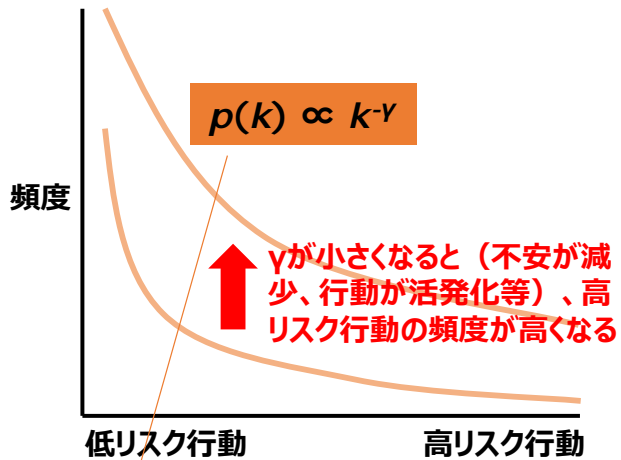 p(k) ∝ k-γ
頻度
γが小さくなると（不安が減
少、行動が活発化等）、高
リスク行動の頻度が高くなる
低リスク行動
高リスク行動